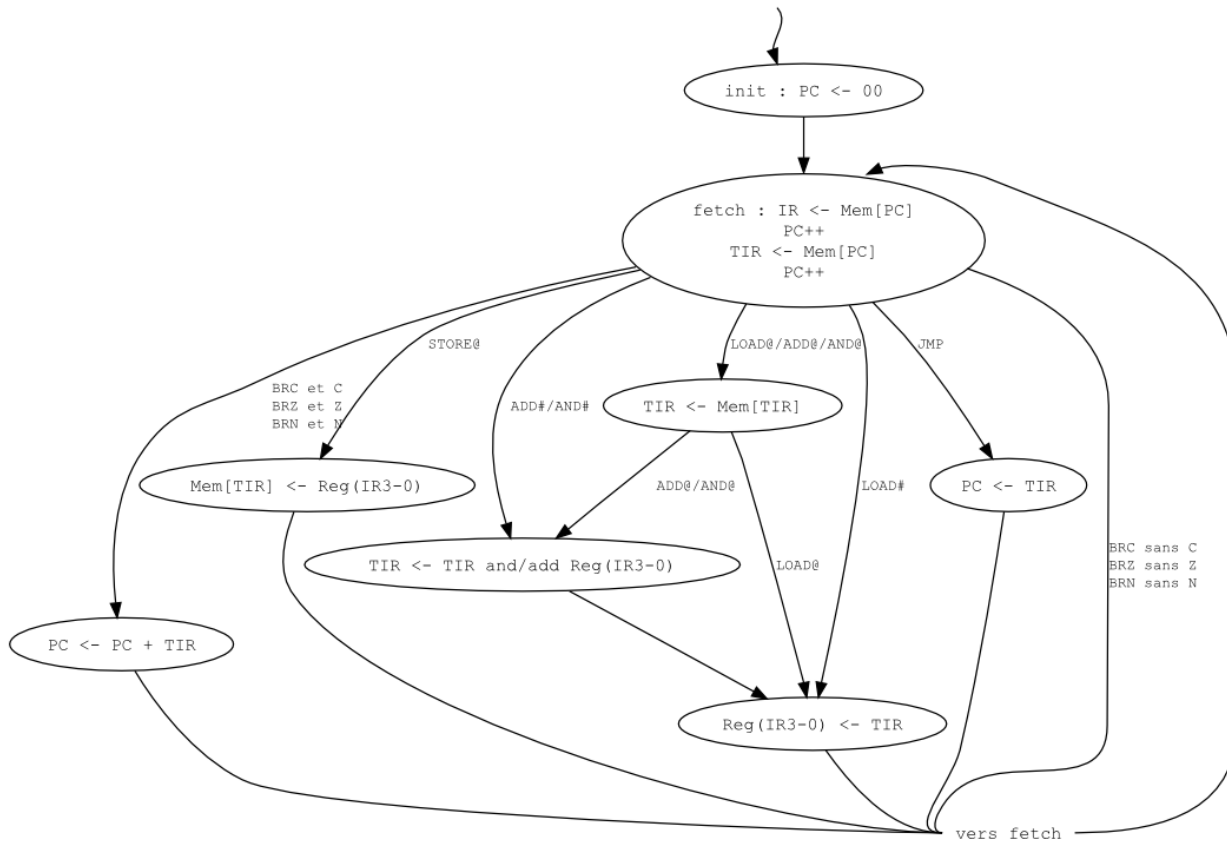 init : PC <- 00
fetch : IR <- Mem[PC]
PC++
TIR <- Mem[PC]
PC++
STORE@
LOAD@/ADD@/AND@
JMP
BRC et C
BRZ et Z
BRN et N
ADD#/AND#
TIR <- Mem[TIR]
Mem[TIR] <- Reg(IR3-0)
ADD@/AND@
LOAD#
PC <- TIR
TIR <- TIR and/add Reg(IR3-0)
LOAD@
BRC sans C
BRZ sans Z
BRN sans N
PC <- PC + TIR
Reg(IR3-0) <- TIR
vers fetch